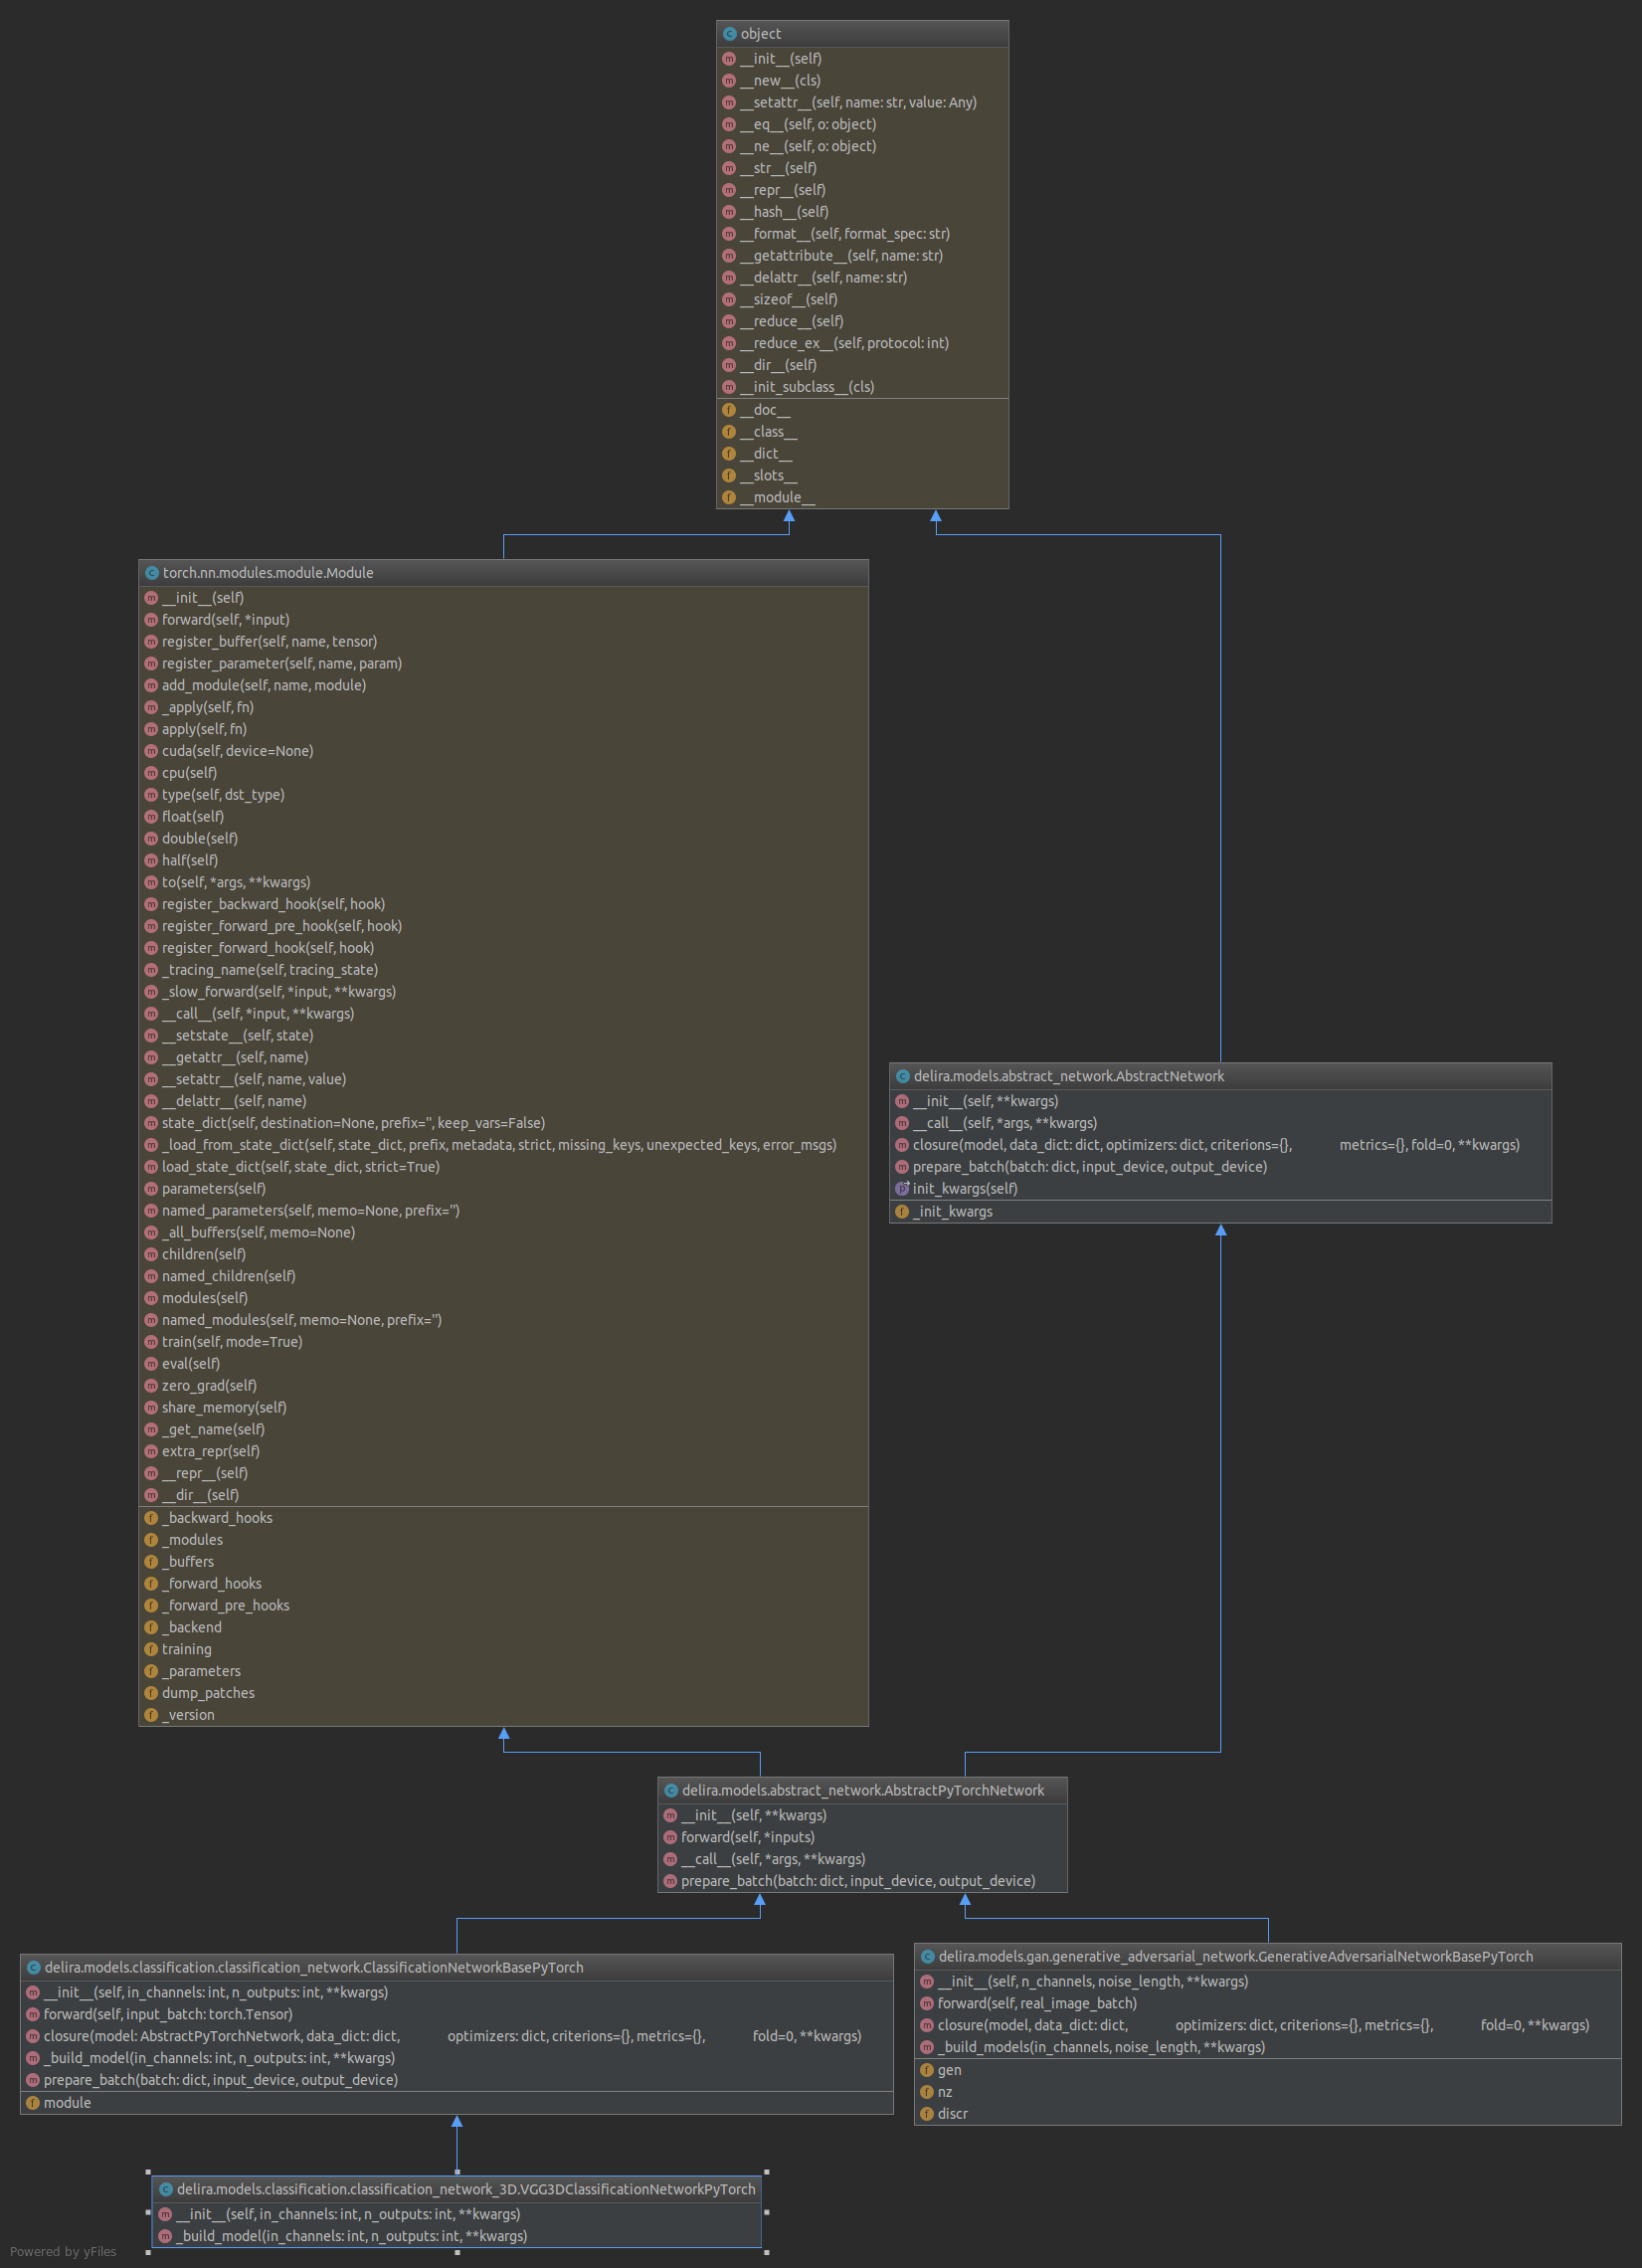 object
__init__(self)
__new__(cls)
__setattr__(self, name: str, value: Any)
__eq__(self, o: object)
__ne__(self, o: object)
__str__(self)
__repr__(self)
__hash__(self)
__format__(self, format_spec: str)
__getattribute__(self, name: str)
__delattr__(self, name: str)
__sizeof__(self)
__reduce__(self)
__reduce_ex__(self, protocol: int)
__dir__(self)
__init_subclass__(cls)
__doc__
__class__
__dict__
__slots__
__module__
torch.nn.modules.module.Module
__init__(self)
forward(self, *input)
register_buffer(self, name, tensor)
register_parameter(self, name, param)
add_module(self, name, module)
_apply(self, fn)
apply(self, fn)
cuda(self, device=None)
cpu(self)
type(self, dst_type)
float(self)
double(self)
half(self)
to(self, *args, **kwargs)
register_backward_hook(self, hook)
register_forward_pre_hook(self, hook)
register_forward_hook(self, hook)
_tracing_name(self, tracing_state)
_slow_forward(self, *input, **kwargs)
__call__(self, *input, **kwargs)
__setstate__(self, state)
__getattr__(self, name)
__setattr__(self, name, value)
__delattr__(self, name)
state_dict(self, destination=None, prefix='', keep_vars=False)
_load_from_state_dict(self, state_dict, prefix, metadata, strict, missing_keys, unexpected_keys, error_msgs)
load_state_dict(self, state_dict, strict=True)
parameters(self)
named_parameters(self, memo=None, prefix='')
_all_buffers(self, memo=None)
children(self)
named_children(self)
modules(self)
named_modules(self, memo=None, prefix='')
train(self, mode=True)
eval(self)
zero_grad(self)
share_memory(self)
_get_name(self)
extra_repr(self)
__repr__(self)
__dir__(self)
_backward_hooks
_modules
_buffers
_forward_hooks
_forward_pre_hooks
_backend
training
_parameters
dump_patches
_version
delira.models.abstract_network.AbstractNetwork
__init__(self, **kwargs)
__call__(self, *args, **kwargs)
closure(model, data_dict: dict, optimizers: dict, criterions={}, metrics={}, fold=0, **kwargs)
prepare_batch(batch: dict, input_device, output_device)
init_kwargs(self)
_init_kwargs
delira.models.abstract_network.AbstractPyTorchNetwork
__init__(self, **kwargs)
forward(self, *inputs)
__call__(self, *args, **kwargs)
prepare_batch(batch: dict, input_device, output_device)
delira.models.classification.classification_network.ClassificationNetworkBasePyTorch
__init__(self, in_channels: int, n_outputs: int, **kwargs)
forward(self, input_batch: torch.Tensor)
closure(model: AbstractPyTorchNetwork, data_dict: dict, optimizers: dict, criterions={}, metrics={}, fold=0, **kwargs)
_build_model(in_channels: int, n_outputs: int, **kwargs)
prepare_batch(batch: dict, input_device, output_device)
module
delira.models.gan.generative_adversarial_network.GenerativeAdversarialNetworkBasePyTorch
__init__(self, n_channels, noise_length, **kwargs)
forward(self, real_image_batch)
closure(model, data_dict: dict, optimizers: dict, criterions={}, metrics={}, fold=0, **kwargs)
_build_models(in_channels, noise_length, **kwargs)
gen
nz
discr
delira.models.classification.classification_network_3D.VGG3DClassificationNetworkPyTorch
__init__(self, in_channels: int, n_outputs: int, **kwargs)
_build_model(in_channels: int, n_outputs: int, **kwargs)
Powered by yFiles